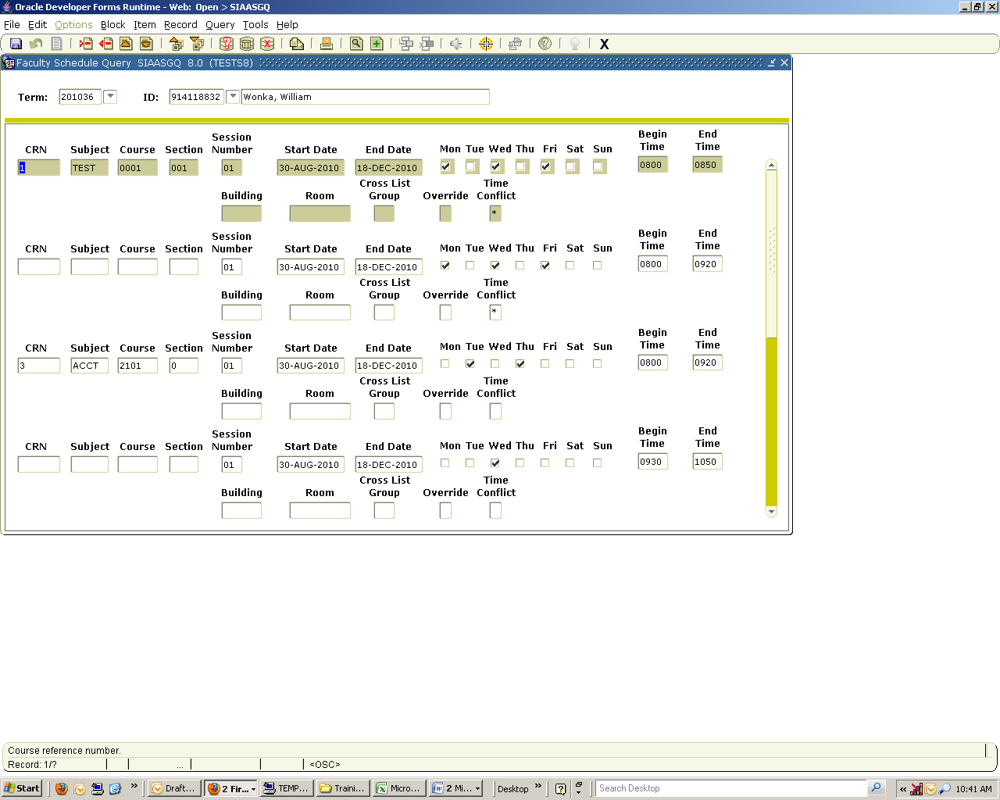 Oracle Developer Forms Runtime - Web: Open > SIAASGQ
File Edit Options Block Item Record Query Tools Help
X
Faculty Schedule Query SIAASGQ 8.0 (TESTS8)
Term: 201036 ID: 914118832 Wonka, William
CRN Subject Course Section Session Number Start Date End Date Mon Tue Wed Thu Fri Sat Sun Begin Time End Time
1 TEST 0001 001 01 30-AUG-2010 18-DEC-2010 0800 0850
Building Room Cross List Group Override Time Conflict
*
CRN Subject Course Section Session Number Start Date End Date Mon Tue Wed Thu Fri Sat Sun Begin Time End Time
01 30-AUG-2010 18-DEC-2010 0800 0920
Building Room Cross List Group Override Time Conflict
*
CRN Subject Course Section Session Number Start Date End Date Mon Tue Wed Thu Fri Sat Sun Begin Time End Time
3 ACCT 2101 0 01 30-AUG-2010 18-DEC-2010 0800 0920
Building Room Cross List Group Override Time Conflict
CRN Subject Course Section Session Number Start Date End Date Mon Tue Wed Thu Fri Sat Sun Begin Time End Time
01 30-AUG-2010 18-DEC-2010 0930 1050
Building Room Cross List Group Override Time Conflict
Course reference number.
Record: 1/? ... <OSC>
Start » Draft... 2 Fir... TEMP... Traini... Micro... 2 Mi... Desktop » Search Desktop « 10:41 AM